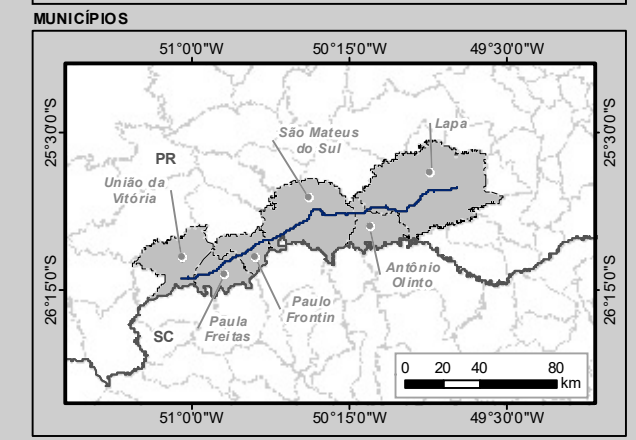 MUNICÍPIOS
51°0'0"W 50°15'0"W 49°30'0"W
25°30'0"S
25°30'0"S
Lapa
São Mateus
do Sul
PR
União da
Vitória
Antônio
Olinto
26°15'0"S
26°15'0"S
Paulo
Frontin
Paula
Freitas
SC
0 20 40 80
km
51°0'0"W 50°15'0"W 49°30'0"W